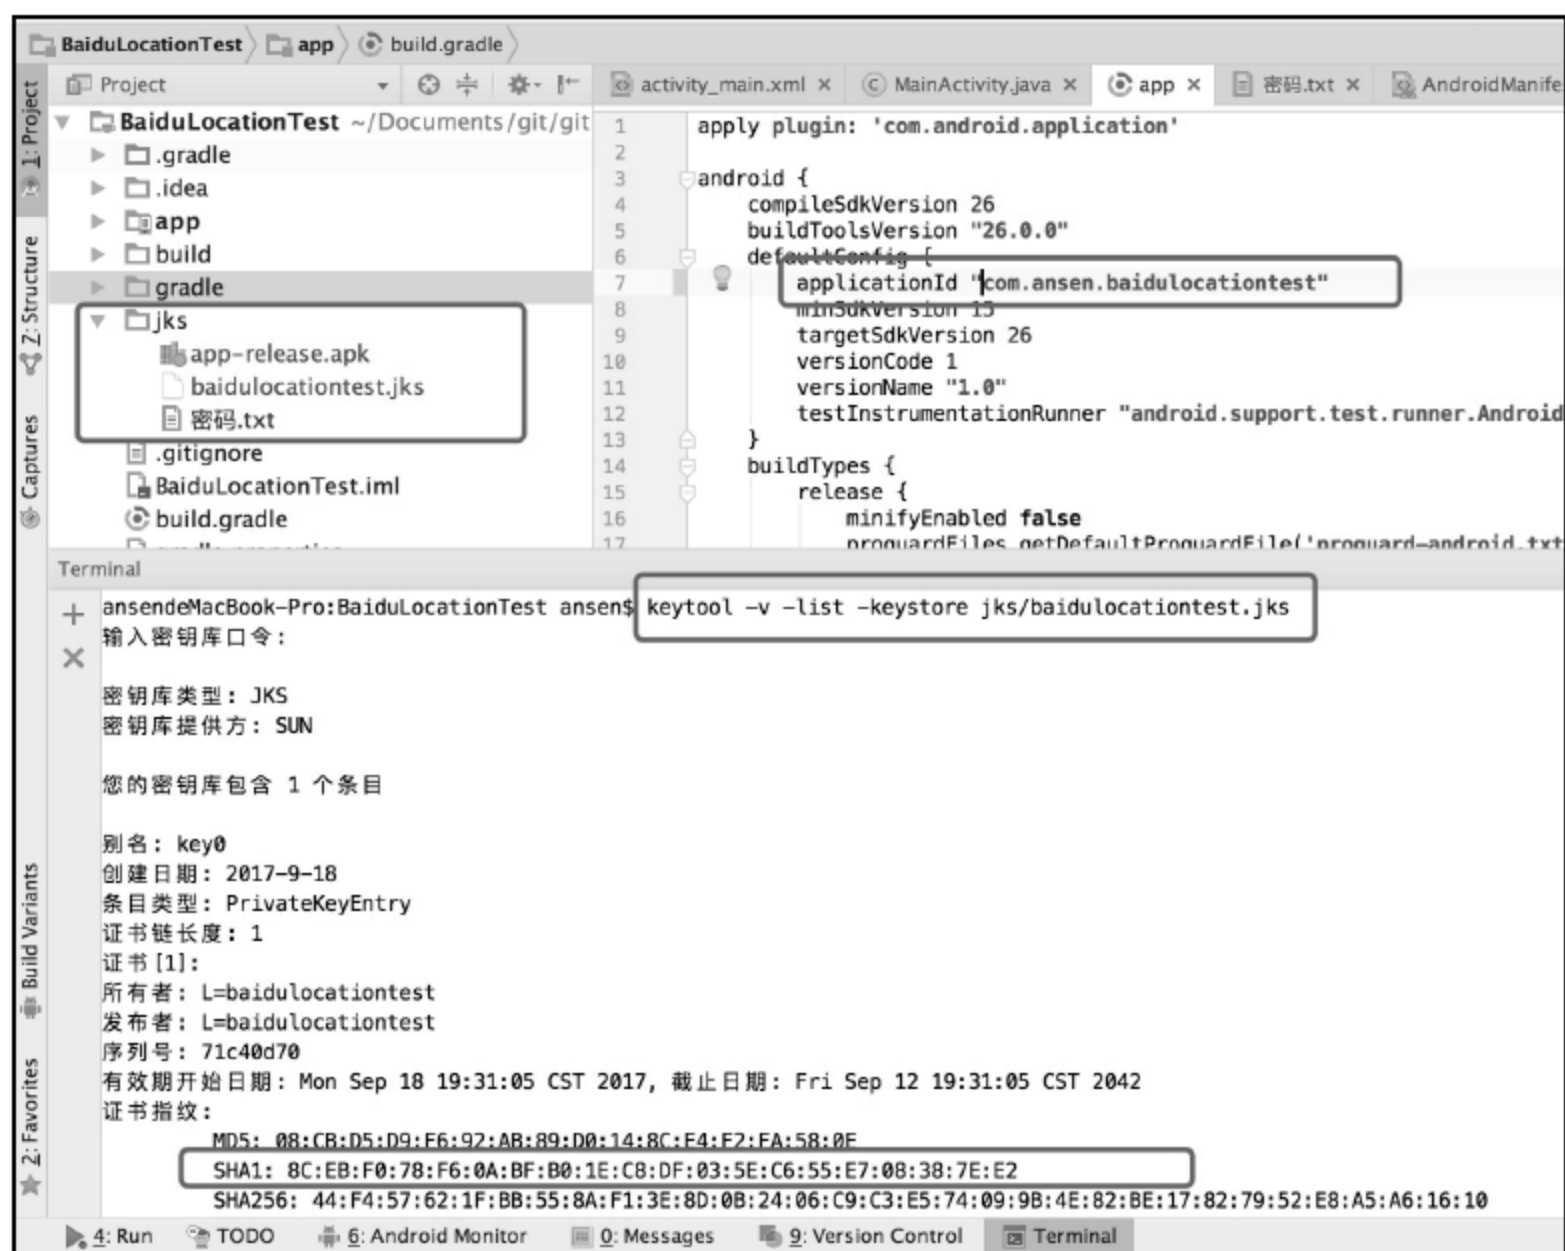 BaiduLocationTest app build.gradle
Project
activity_main.xml MainActivity.java app 密码.txt AndroidManife
1: Project
Z: Structure
Captures
Build Variants
2: Favorites
BaiduLocationTest ~/Documents/git/git
.gradle
.idea
app
build
gradle
jks
app-release.apk
baidulocationtest.jks
密码.txt
.gitignore
BaiduLocationTest.iml
build.gradle
gradle.properties
1 apply plugin: 'com.android.application'
2
3 android {
4 compileSdkVersion 26
5 buildToolsVersion "26.0.0"
6 defaultConfig {
7 applicationId "com.ansen.baidulocationtest"
8 minSdkVersion 15
9 targetSdkVersion 26
10 versionCode 1
11 versionName "1.0"
12 testInstrumentationRunner "android.support.test.runner.Android
13 }
14 buildTypes {
15 release {
16 minifyEnabled false
17 proguardFiles getDefaultProguardFile('proguard-android.txt
Terminal
ansendeMacBook-Pro:BaiduLocationTest ansen$ keytool -v -list -keystore jks/baidulocationtest.jks
输入密钥库口令:
密钥库类型: JKS
密钥库提供方: SUN
您的密钥库包含 1 个条目
别名: key0
创建日期: 2017-9-18
条目类型: PrivateKeyEntry
证书链长度: 1
证书[1]:
所有者: L=baidulocationtest
发布者: L=baidulocationtest
序列号: 71c40d70
有效期开始日期: Mon Sep 18 19:31:05 CST 2017, 截止日期: Fri Sep 12 19:31:05 CST 2042
证书指纹:
MD5: 08:CB:D5:D9:F6:92:AB:89:D0:14:8C:E4:F2:FA:58:0E
SHA1: 8C:EB:F0:78:F6:0A:BF:B0:1E:C8:DF:03:5E:C6:55:E7:08:38:7E:E2
SHA256: 44:F4:57:62:1F:BB:55:8A:F1:3E:8D:0B:24:06:C9:C3:E5:74:09:9B:4E:82:BE:17:82:79:52:E8:A5:A6:16:10
4: Run TODO 6: Android Monitor 0: Messages 9: Version Control Terminal